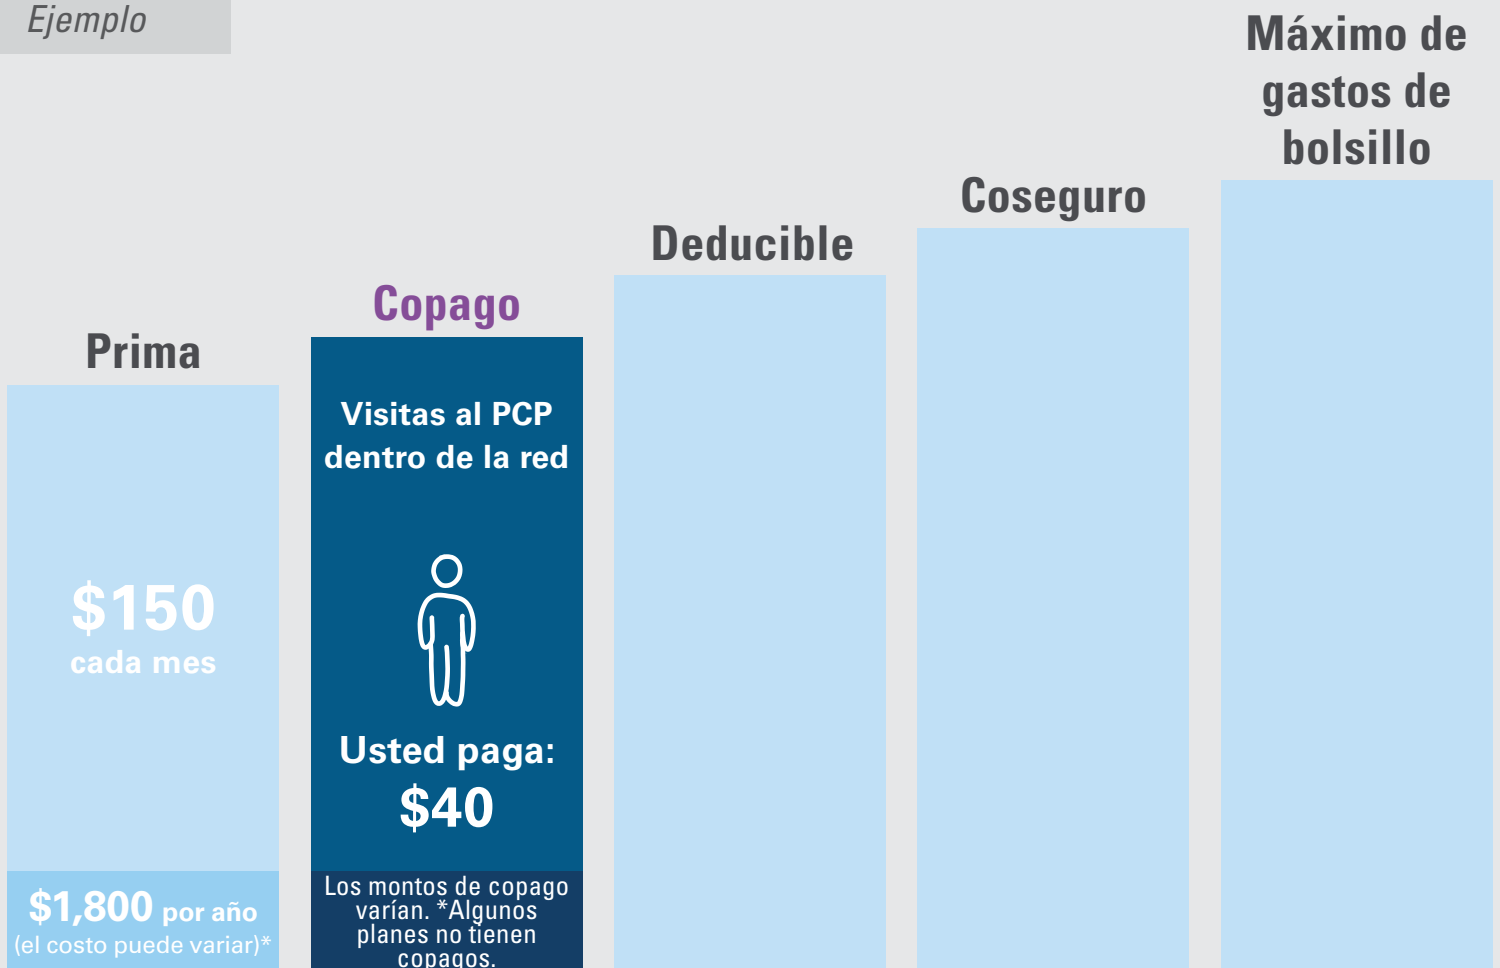 Ejemplo
Prima
$150
cada mes
$1,800 por año
(el costo puede variar)*
Copago
Visitas al PCP
dentro de la red
Usted paga:
$40
Los montos de copago
varían. *Algunos
planes no tienen
copagos.
Deducible
Coseguro
Máximo de
gastos de
bolsillo